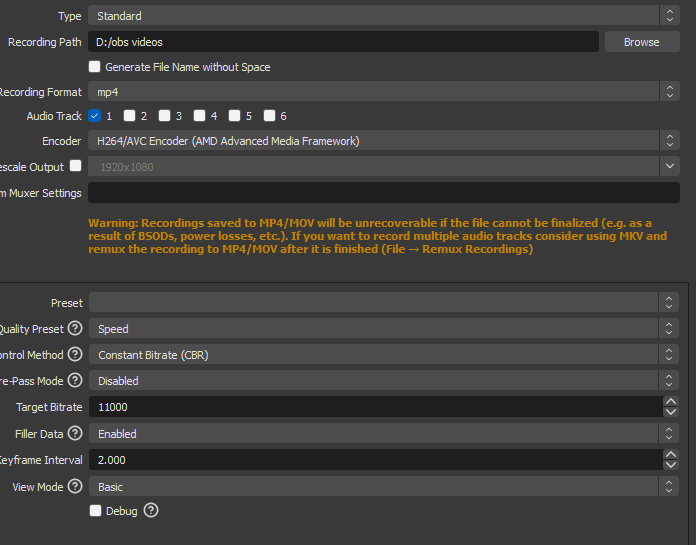 Type Standard
Recording Path D:/obs videos Browse
Generate File Name without Space
Recording Format mp4
Audio Track 1 2 3 4 5 6
Encoder H264/AVC Encoder (AMD Advanced Media Framework)
escale Output 1920x1080
m Muxer Settings
Warning: Recordings saved to MP4/MOV will be unrecoverable if the file cannot be finalized (e.g. as a
result of BSODs, power losses, etc.). If you want to record multiple audio tracks consider using MKV and
remux the recording to MP4/MOV after it is finished (File → Remux Recordings)
Preset
Quality Preset ? Speed
ontrol Method ? Constant Bitrate (CBR)
re-Pass Mode ? Disabled
Target Bitrate 11000
Filler Data ? Enabled
Keyframe Interval 2.000
View Mode ? Basic
Debug ?